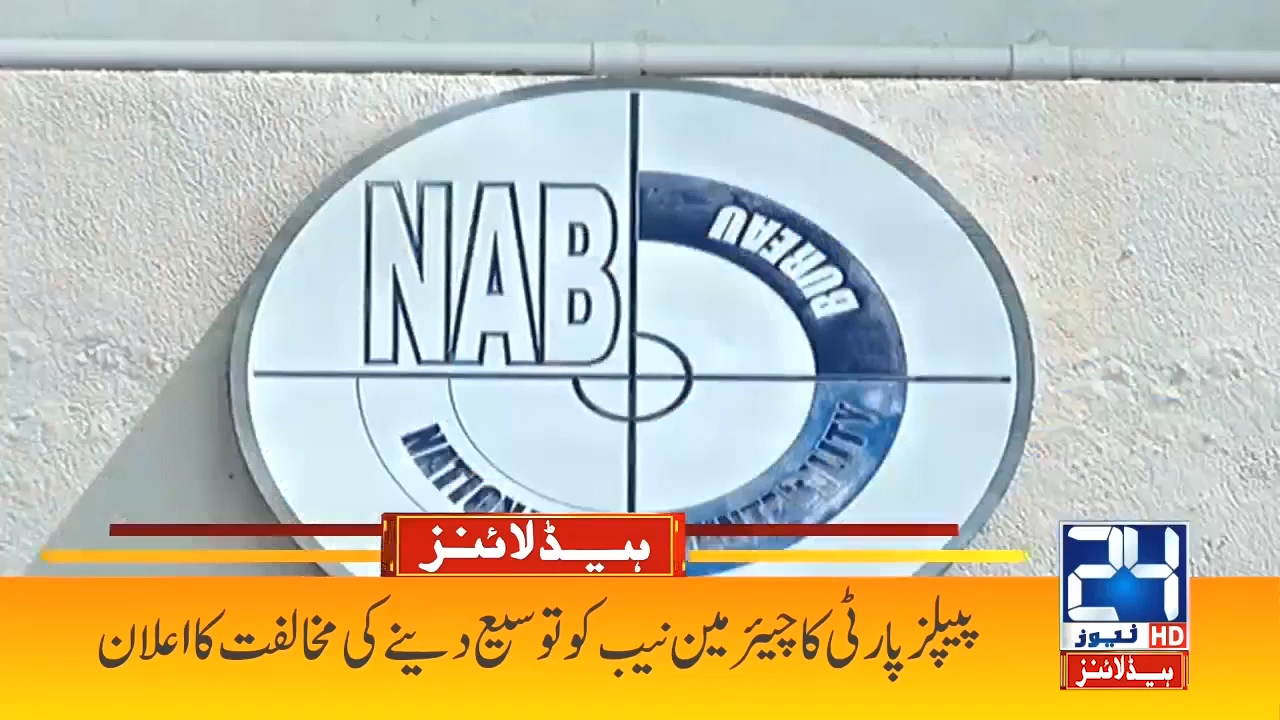 NAB
BUREAU
ہیڈلائنز
پیپلز پارٹی کا چیئرمین نیب کو توسیع دینے کی مخالفت کا اعلان
24
نیوز HD
ہیڈلائنز